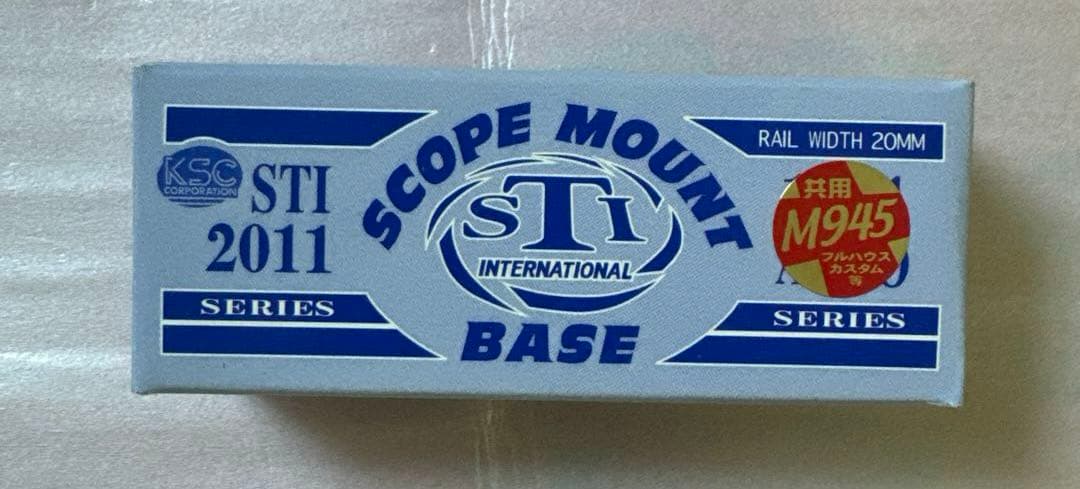 SCOPE MOUNT
RAIL WIDTH 20MM
KSC
CORPORATION
STI
2011
SERIES
STI
INTERNATIONAL
BASE
共用
M945
フルハウス
カスタム
等
SERIES